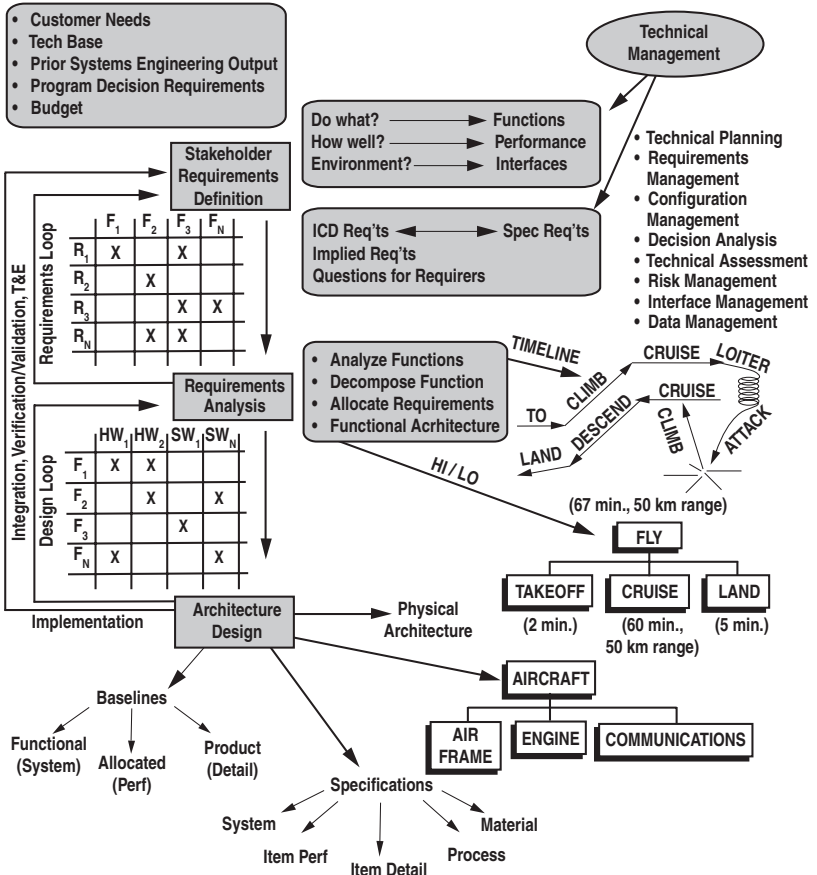 • Customer Needs
• Tech Base
• Prior Systems Engineering Output
• Program Decision Requirements
• Budget
Technical
Management
Do what? Functions
How well? Performance
Environment? Interfaces
• Technical Planning
• Requirements
Management
• Configuration
Management
• Decision Analysis
• Technical Assessment
• Risk Management
• Interface Management
• Data Management
ICD Req'ts Spec Req'ts
Implied Req'ts
Questions for Requirers
Stakeholder
Requirements
Definition
Integration, Verification/Validation, T&E
Requirements Loop
F1 F2 F3 FN
R1 X X
R2 X
R3 X X
RN X X
Requirements
Analysis
Design Loop
HW1 HW2 SW1 SWN
F1 X X
F2 X X
F3 X
FN X X
• Analyze Functions
• Decompose Function
• Allocate Requirements
• Functional Acrhitecture
TIMELINE
TO
CLIMB
CRUISE
LOITER
ATTACK
CLIMB
CRUISE
DESCEND
LAND
HI / LO
(67 min., 50 km range)
FLY
TAKEOFF CRUISE LAND
(2 min.) (60 min., (5 min.)
50 km range)
Implementation
Architecture
Design
Physical
Architecture
AIRCRAFT
AIR
FRAME
ENGINE
COMMUNICATIONS
Baselines
Functional
(System)
Allocated
(Perf)
Product
(Detail)
Specifications
System
Item Perf
Item Detail
Process
Material